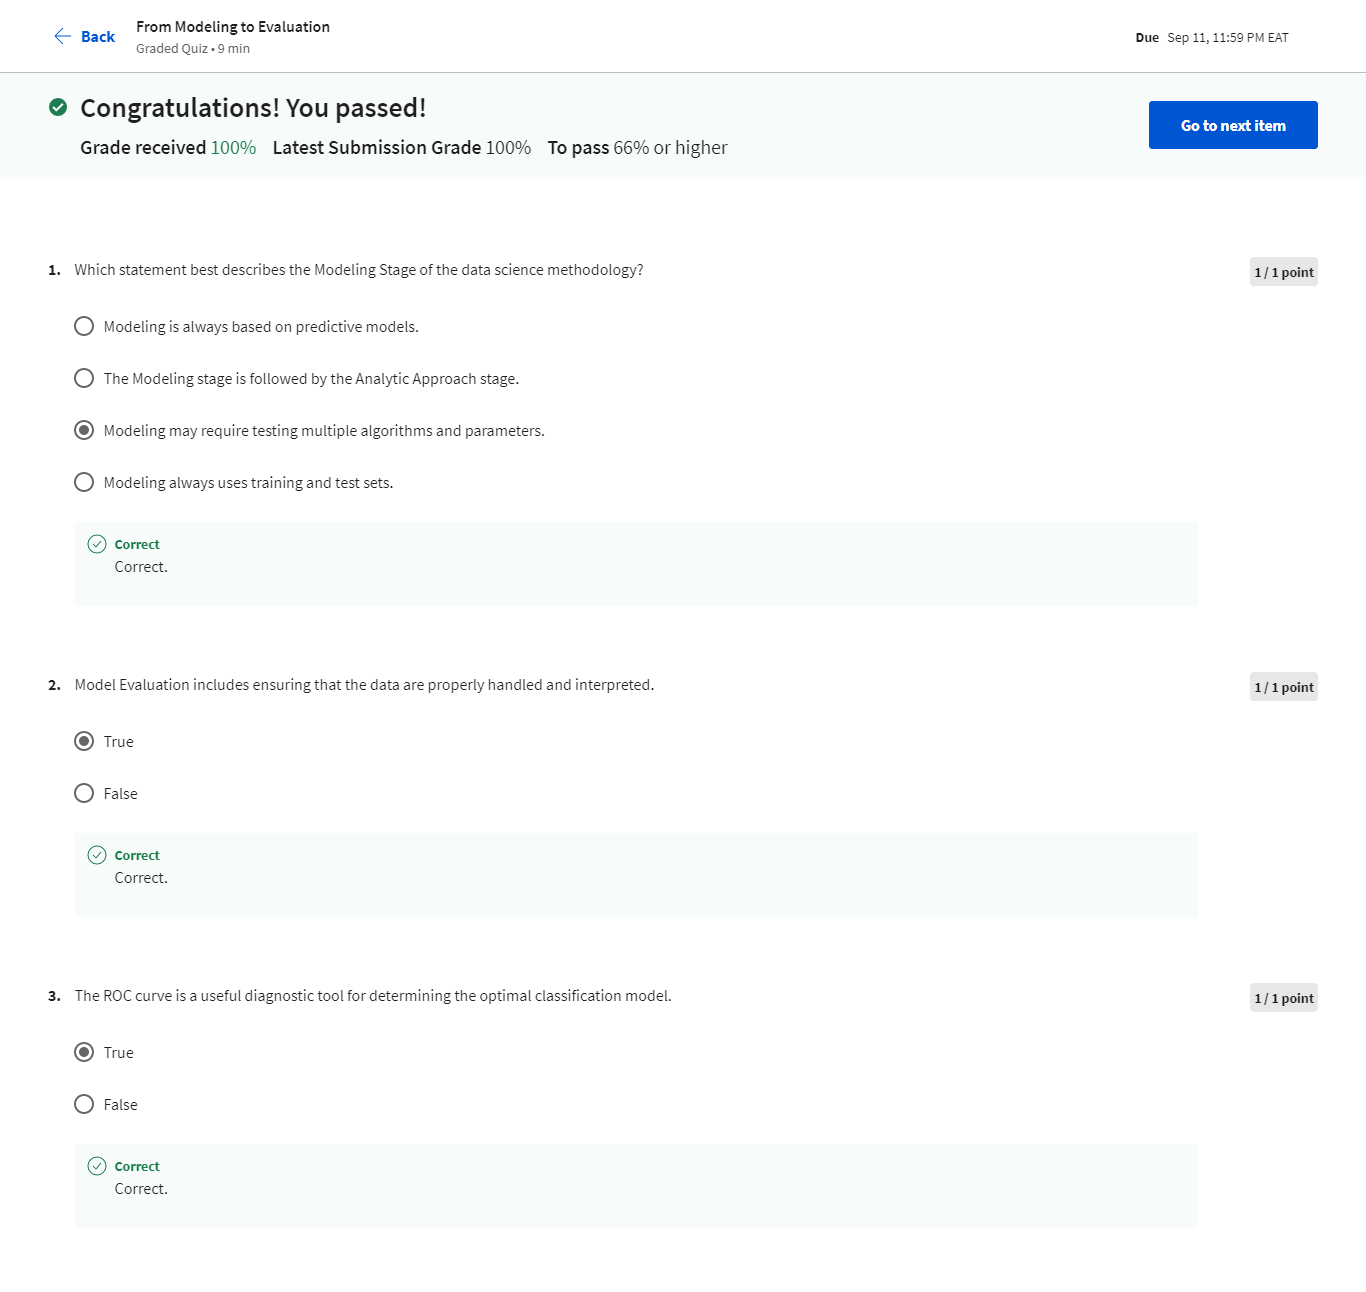 Back
From Modeling to Evaluation
Graded Quiz • 9 min
Due Sep 11, 11:59 PM EAT
Congratulations! You passed!
Grade received 100% Latest Submission Grade 100% To pass 66% or higher
Go to next item
1. Which statement best describes the Modeling Stage of the data science methodology?
1 / 1 point
Modeling is always based on predictive models.
The Modeling stage is followed by the Analytic Approach stage.
Modeling may require testing multiple algorithms and parameters.
Modeling always uses training and test sets.
Correct
Correct.
2. Model Evaluation includes ensuring that the data are properly handled and interpreted.
1 / 1 point
True
False
Correct
Correct.
3. The ROC curve is a useful diagnostic tool for determining the optimal classification model.
1 / 1 point
True
False
Correct
Correct.